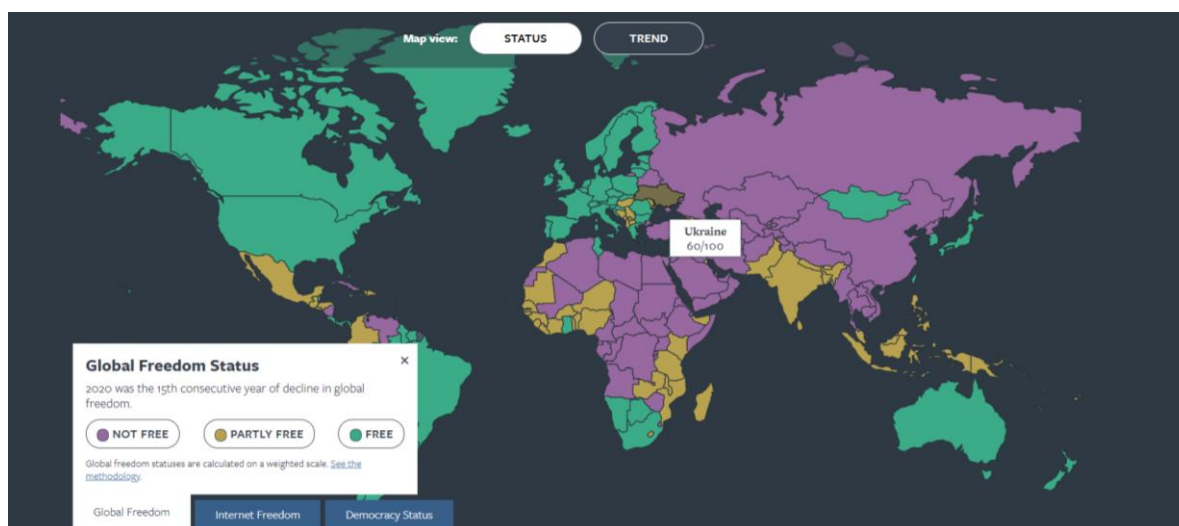 Map view: STATUS TREND
Ukraine
60/100
Global Freedom Status ×
2020 was the 15th consecutive year of decline in global
freedom.
NOT FREE PARTLY FREE FREE
Global freedom statuses are calculated on a weighted scale. See the
methodology.
Global Freedom Internet Freedom Democracy Status